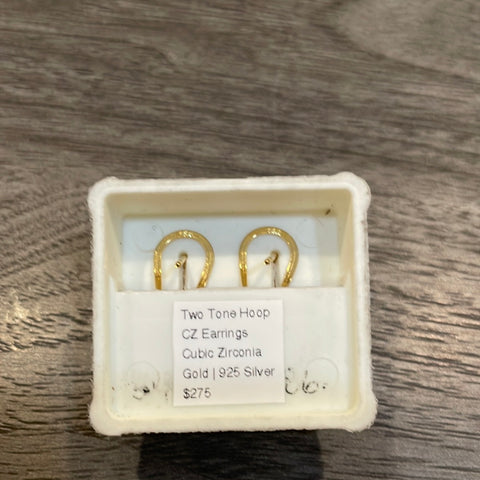 Two Tone Hoop
CZ Earrings
Cubic Zirconia
Gold | 925 Silver
$275